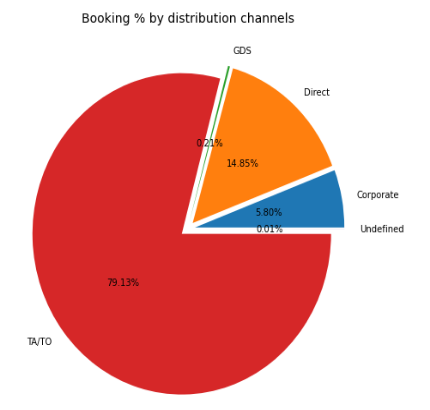 Booking % by distribution channels
GDS
Direct
0.21%
14.85%
Corporate
5.80%
0.01%
Undefined
79.13%
TA/TO